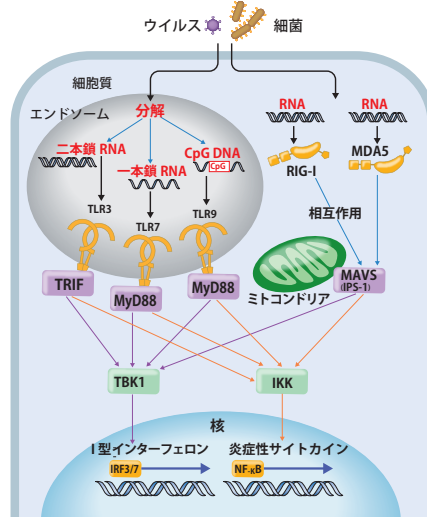 ウイルス
細菌
細胞質
エンドソーム
分解
二本鎖 RNA
一本鎖 RNA
CpG DNA
CpG
TLR3
TLR7
TLR9
RNA
RNA
RIG-I
MDA5
相互作用
ミトコンドリア
MAVS
(IPS-1)
TRIF
MyD88
MyD88
TBK1
IKK
核
I 型インターフェロン
炎症性サイトカイン
IRF3/7
NF-κB